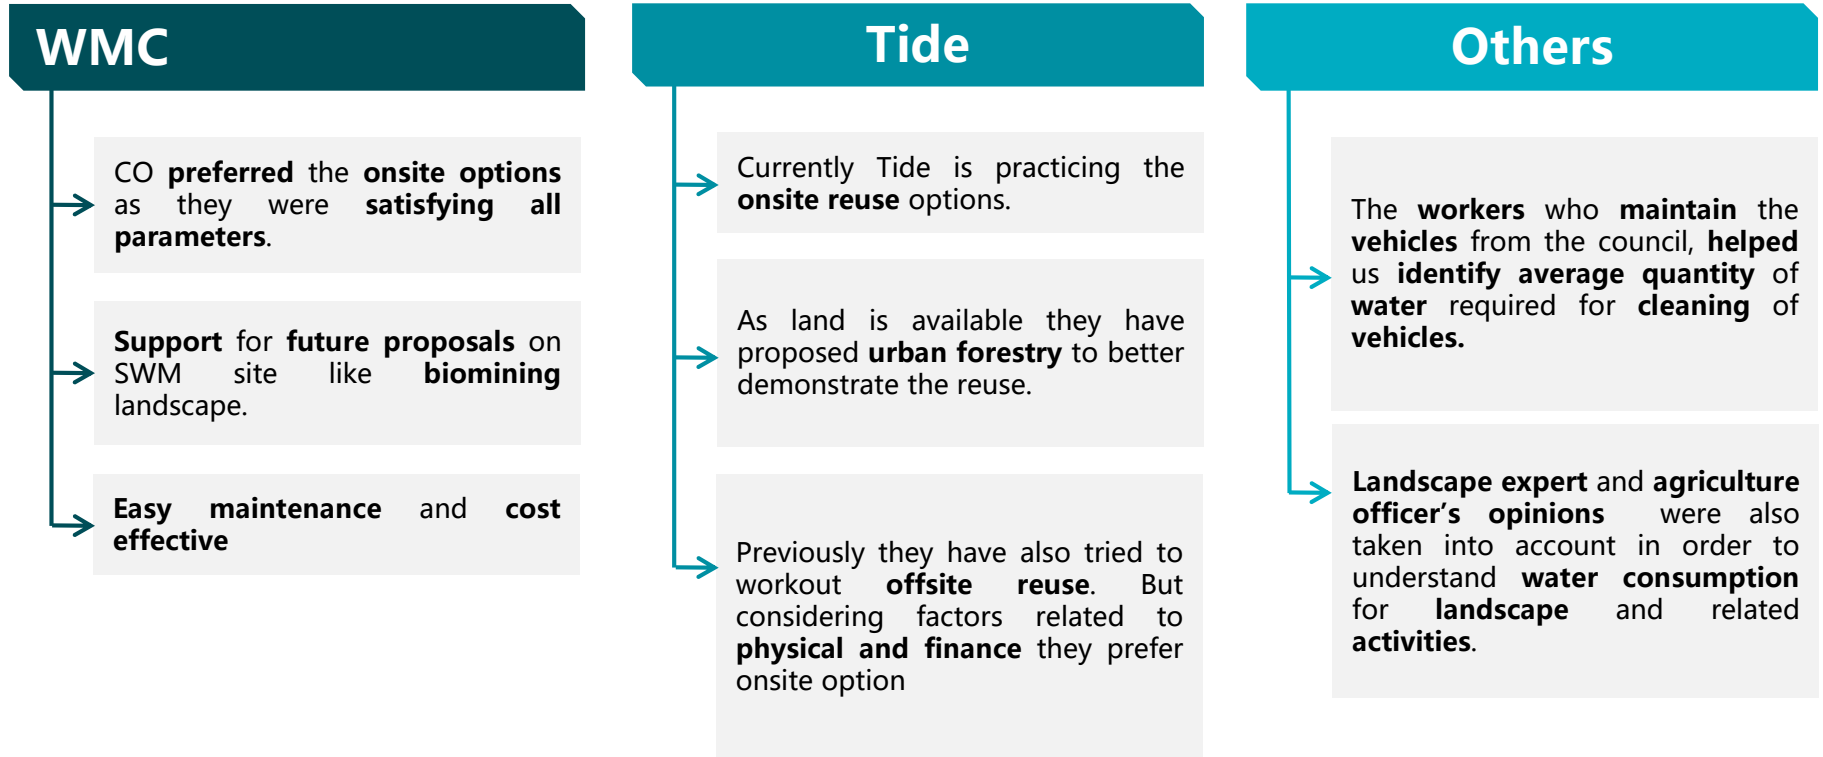 WMC
CO preferred the onsite options
as they were satisfying all
parameters.
Support for future proposals on
SWM site like biomining
landscape.
Easy maintenance and cost
effective
Tide
Currently Tide is practicing the
onsite reuse options.
As land is available they have
proposed urban forestry to better
demonstrate the reuse.
Previously they have also tried to
workout offsite reuse. But
considering factors related to
physical and finance they prefer
onsite option
Others
The workers who maintain the
vehicles from the council, helped
us identify average quantity of
water required for cleaning of
vehicles.
Landscape expert and agriculture
officer’s opinions were also
taken into account in order to
understand water consumption
for landscape and related
activities.